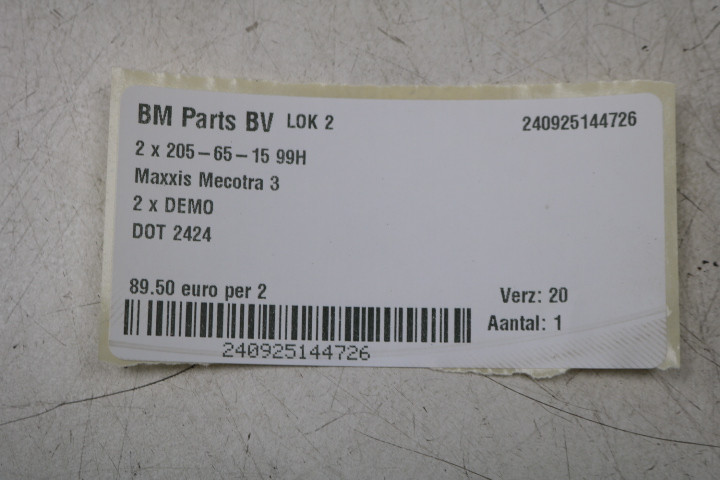 BM Parts BV LOK 2 240925144726
2 x 205-65-15 99H
Maxxis Mecotra 3
2 x DEMO
DOT 2424
89.50 euro per 2 Verz: 20
Aantal: 1
240925144726